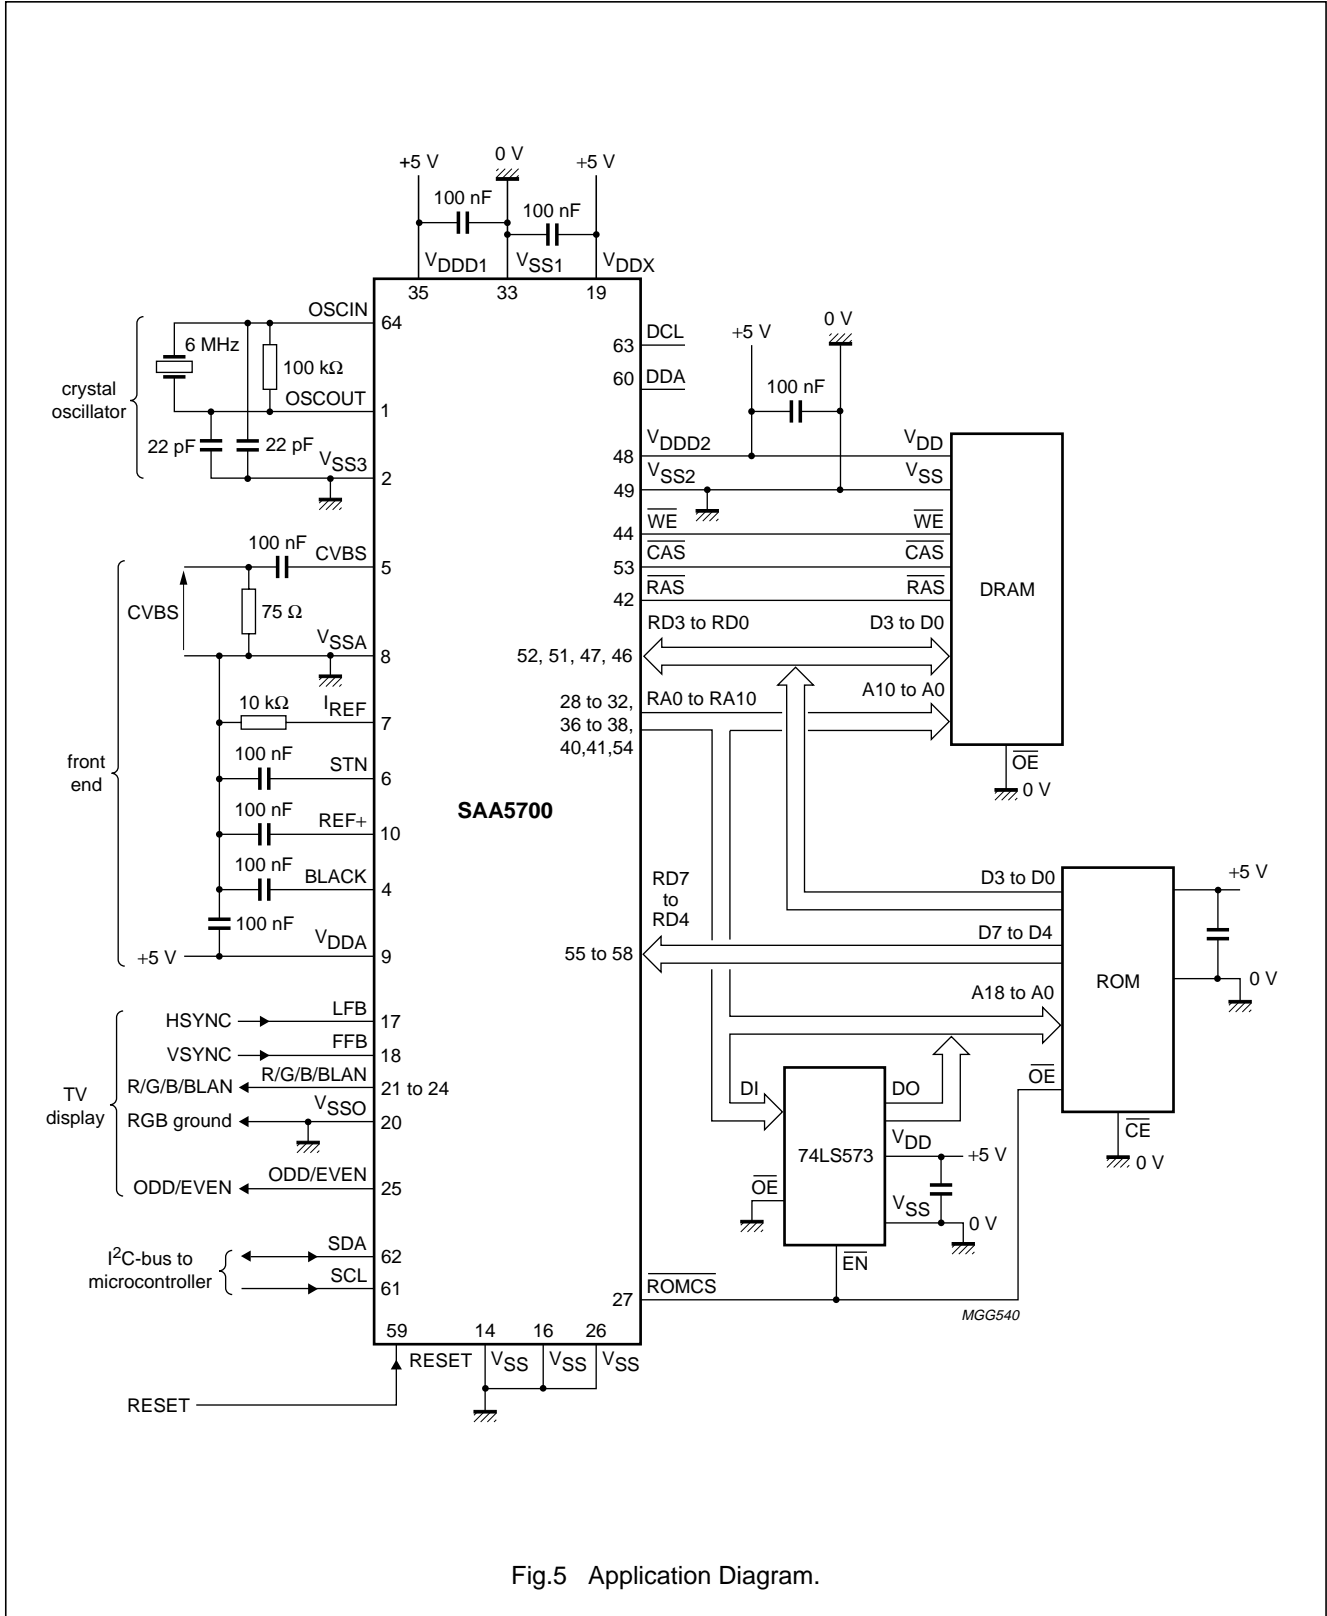 +5 V
0 V
+5 V
100 nF
100 nF
VDDD1
VSS1
VDDX
35
33
19
OSCIN
64
6 MHz
100 kΩ
crystal
oscillator
OSCOUT
1
22 pF
22 pF
VSS3
2
100 nF
CVBS
5
CVBS
75 Ω
VSSA
8
10 kΩ
IREF
7
front
end
100 nF
STN
6
100 nF
REF+
10
100 nF
BLACK
4
100 nF
VDDA
+5 V
9
HSYNC
LFB
17
VSYNC
FFB
18
TV
display
R/G/B/BLAN
R/G/B/BLAN
21 to 24
RGB ground
VSSO
20
ODD/EVEN
ODD/EVEN
25
I2C-bus to
microcontroller
SDA
62
SCL
61
59
14
16
26
RESET
VSS
VSS
VSS
RESET
SAA5700
63
DCL
60
DDA
+5 V
0 V
100 nF
48
VDDD2
VDD
49
VSS2
VSS
44
WE
WE
53
CAS
CAS
42
RAS
RAS
DRAM
RD3 to RD0
D3 to D0
52, 51, 47, 46
28 to 32,
36 to 38,
40,41,54
RA0 to RA10
A10 to A0
OE
0 V
RD7
to
RD4
55 to 58
D3 to D0
D7 to D4
A18 to A0
ROM
+5 V
0 V
OE
CE
0 V
DI
DO
74LS573
VDD
+5 V
OE
VSS
0 V
EN
27
ROMCS
MGG540
Fig.5 Application Diagram.